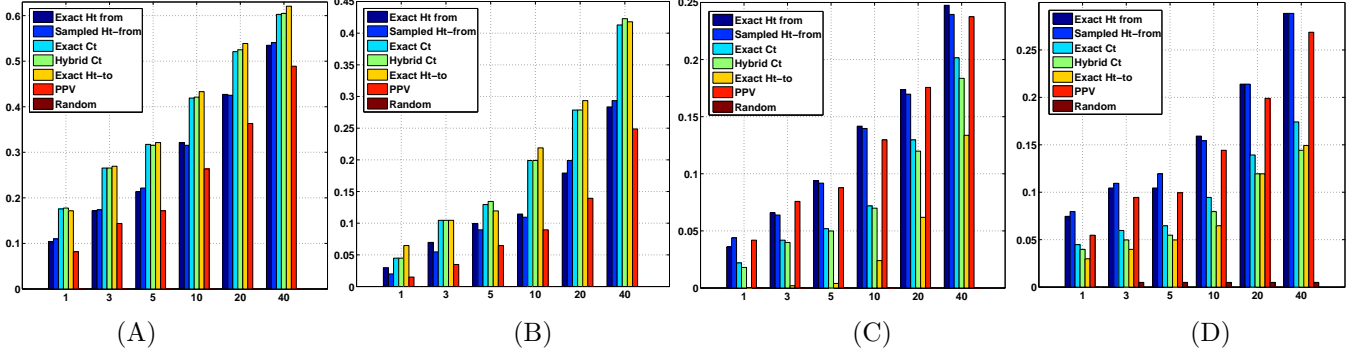 0.6
0.5
0.4
0.3
0.2
0.1
0
Exact Ht from
Sampled Ht-from
Exact Ct
Hybrid Ct
Exact Ht-to
PPV
Random
1 3 5 10 20 40
(A)
0.45
0.4
0.35
0.3
0.25
0.2
0.15
0.1
0.05
0
Exact Ht from
Sampled Ht-from
Exact Ct
Hybrid Ct
Exact Ht-to
PPV
Random
1 3 5 10 20 40
(B)
0.25
0.2
0.15
0.1
0.05
0
Exact Ht from
Sampled Ht-from
Exact Ct
Hybrid Ct
Exact Ht-to
PPV
Random
1 3 5 10 20 40
(C)
0.25
0.2
0.15
0.1
0.05
0
Exact Ht from
Sampled Ht-from
Exact Ct
Hybrid Ct
Exact Ht-to
PPV
Random
1 3 5 10 20 40
(D)